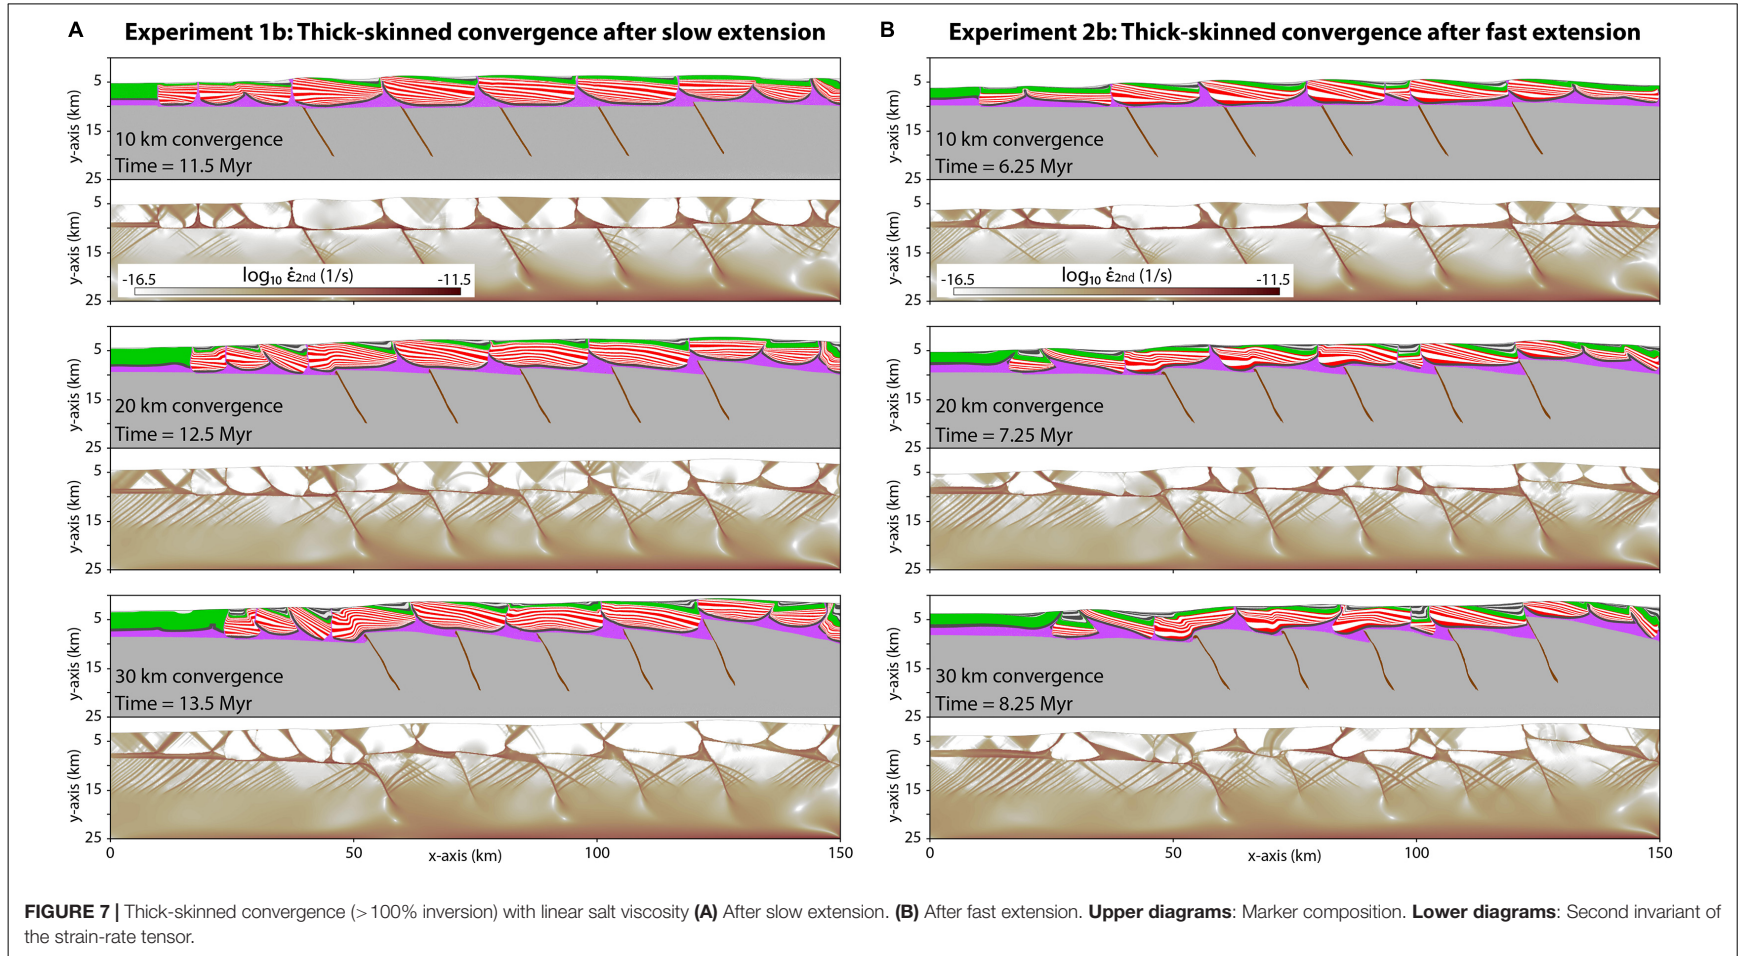 A Experiment 1b: Thick-skinned convergence after slow extension
5
y-axis (km)
15
10 km convergence
Time = 11.5 Myr
25
5
y-axis (km)
15
-16.5 log₁₀ ε̇2nd (1/s) -11.5
25
5
y-axis (km)
15
20 km convergence
Time = 12.5 Myr
25
5
y-axis (km)
15
25
5
y-axis (km)
15
30 km convergence
Time = 13.5 Myr
25
5
y-axis (km)
15
25
0 50 100 150
x-axis (km)
B Experiment 2b: Thick-skinned convergence after fast extension
5
y-axis (km)
15
10 km convergence
Time = 6.25 Myr
25
5
y-axis (km)
15
-16.5 log₁₀ ε̇2nd (1/s) -11.5
25
5
y-axis (km)
15
20 km convergence
Time = 7.25 Myr
25
5
y-axis (km)
15
25
5
y-axis (km)
15
30 km convergence
Time = 8.25 Myr
25
5
y-axis (km)
15
25
0 50 100 150
x-axis (km)
FIGURE 7 | Thick-skinned convergence (>100% inversion) with linear salt viscosity (A) After slow extension. (B) After fast extension. Upper diagrams: Marker composition. Lower diagrams: Second invariant of
the strain-rate tensor.